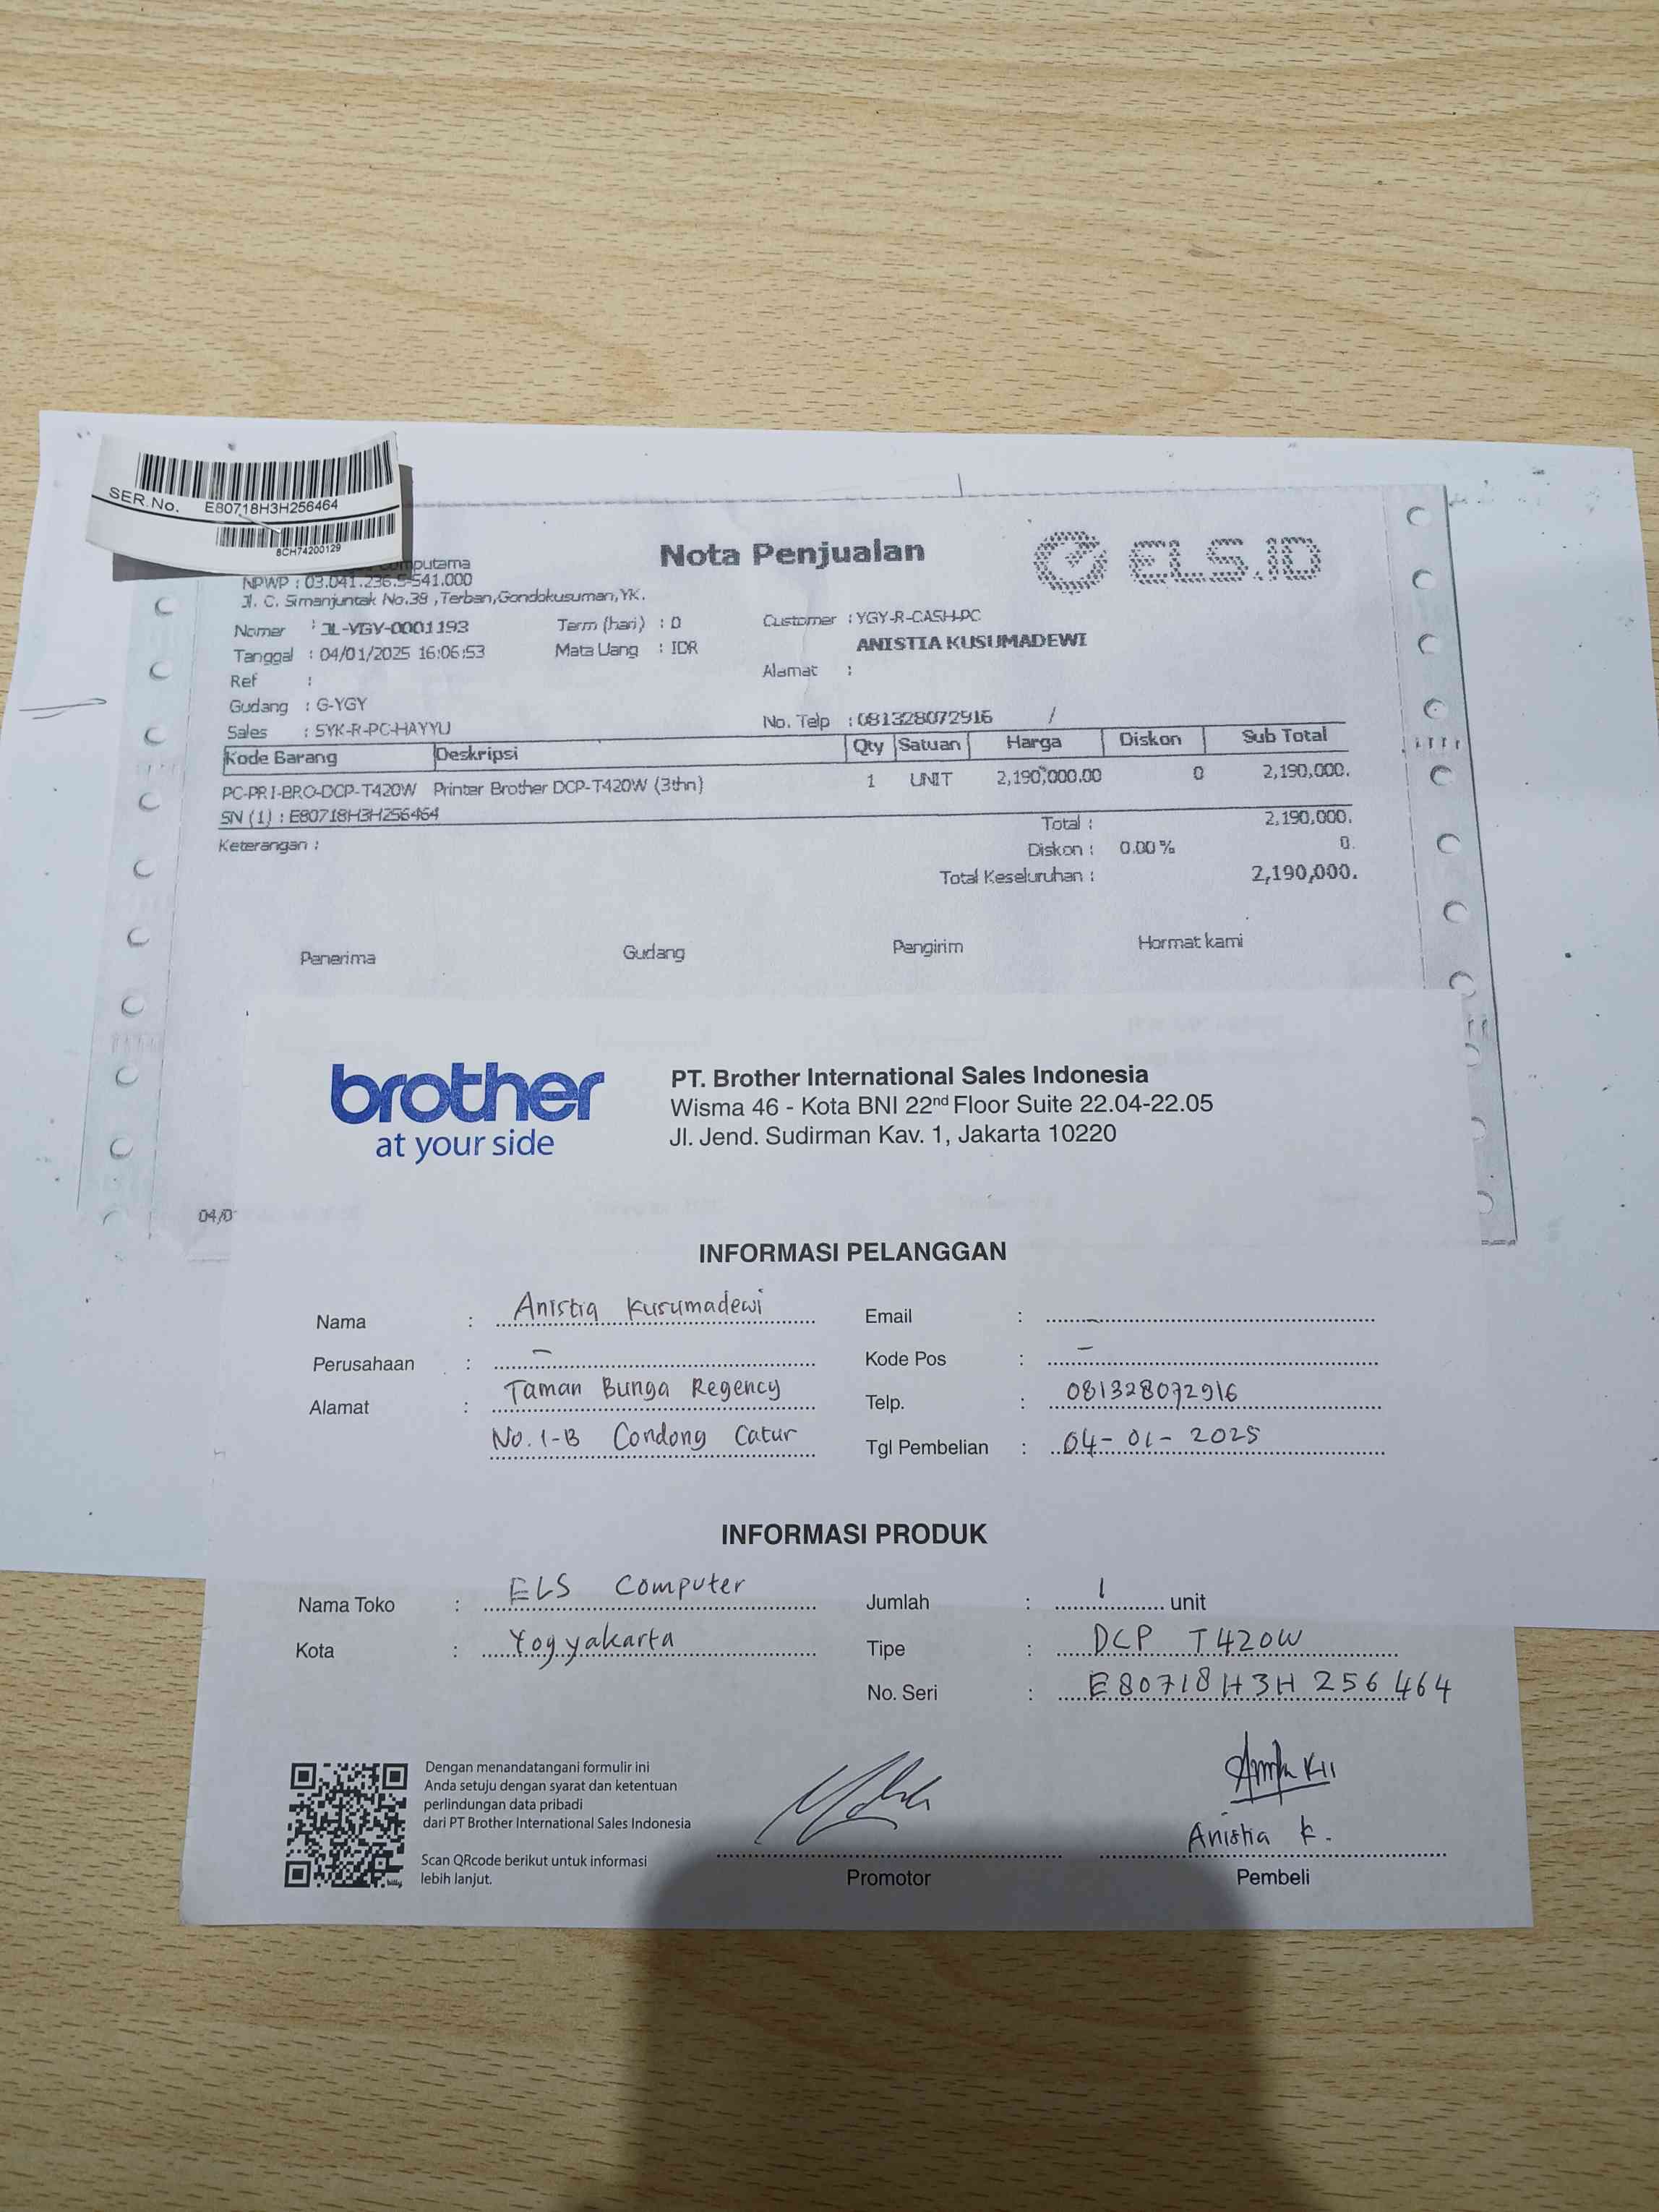 SER.No. E80718H3H256464
8CH74200129
Computama
Nota Penjualan
ELS.ID
NPWP : 03.041.236.5-541.000
Jl. C. Simanjuntak No.39 ,Terban,Gondokusuman,YK.
Nomer : JL-YGY-0001193 Term (hari) : 0 Customer : YGY-R-CASH-PC
Tanggal : 04/01/2025 16:06:53 Mata Uang : IDR ANISTIA KUSUMADEWI
Ref : Alamat :
Gudang : G-YGY
Sales : SYK-R-PC-HAYYU No. Telp : 081328072916 /
Kode Barang Deskripsi Qty Satuan Harga Diskon Sub Total
PC-PRI-BRO-DCP-T420W Printer Brother DCP-T420W (3thn) 1 UNIT 2,190,000.00 0 2,190,000.
SN (1) : E80718H3H256464
Keterangan : Total : 2,190,000.
Diskon : 0.00 % 0.
Total Keseluruhan : 2,190,000.
Penerima Gudang Pengirim Hormat kami
brother
at your side
PT. Brother International Sales Indonesia
Wisma 46 - Kota BNI 22nd Floor Suite 22.04-22.05
Jl. Jend. Sudirman Kav. 1, Jakarta 10220
04/0
INFORMASI PELANGGAN
Nama : Anistia Kusumadewi Email : -
Perusahaan : - Kode Pos : -
Alamat : Taman Bunga Regency Telp. : 081328072916
No. 1-B Condong Catur Tgl Pembelian : 04-01-2025
INFORMASI PRODUK
Nama Toko : ELS Computer Jumlah : 1 unit
Kota : Yogyakarta Tipe : DCP T420W
No. Seri : E80718H3H256464
Dengan menandatangani formulir ini
Anda setuju dengan syarat dan ketentuan
perlindungan data pribadi
dari PT Brother International Sales Indonesia
Scan QRcode berikut untuk informasi
lebih lanjut.
Anistia K.
Promotor Pembeli